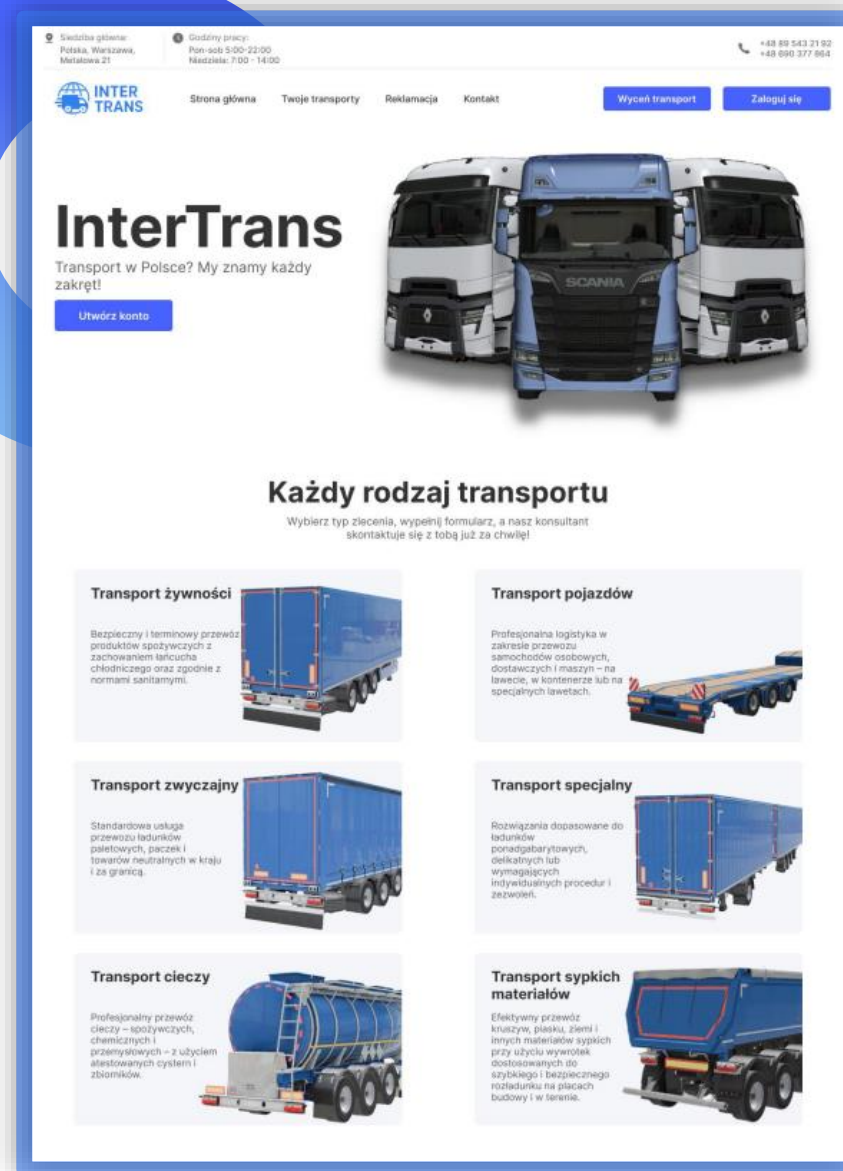 Siedziba główna:
Polska, Warszawa,
Metalowa 21
Godziny pracy:
Pon-sob 5:00-22:00
Niedziela: 7:00 - 14:00
+48 89 543 21 92
+48 690 377 864
INTER
TRANS
Strona główna
Twoje transporty
Reklamacja
Kontakt
Wyceń transport
Zaloguj się
InterTrans
Transport w Polsce? My znamy każdy
zakręt!
Utwórz konto
SCANIA
Każdy rodzaj transportu
Wybierz typ zlecenia, wypełnij formularz, a nasz konsultant
skontaktuje się z tobą już za chwilę!
Transport żywności
Bezpieczny i terminowy przewóz
produktów spożywczych z
zachowaniem łańcucha
chłodniczego oraz zgodnie z
normami sanitarnymi.
Transport pojazdów
Profesjonalna logistyka w
zakresie przewozu
samochodów osobowych,
dostawczych i maszyn – na
lawecie, w kontenerze lub na
specjalnych lawetach.
Transport zwyczajny
Standardowa usługa
przewozu ładunków
paletowych, paczek i
towarów neutralnych w kraju
i za granicą.
Transport specjalny
Rozwiązania dopasowane do
ładunków
ponadgabarytowych,
delikatnych lub
wymagających
indywidualnych procedur i
zezwoleń.
Transport cieczy
Profesjonalny przewóz
cieczy – spożywczych,
chemicznych i
przemysłowych – z użyciem
atestowanych cystern i
zbiorników.
Transport sypkich
materiałów
Efektywny przewóz
kruszyw, piasku, ziemi i
innych materiałów sypkich
przy użyciu wywrotek
dostosowanych do
szybkiego i bezpiecznego
rozładunku na placach
budowy i w terenie.